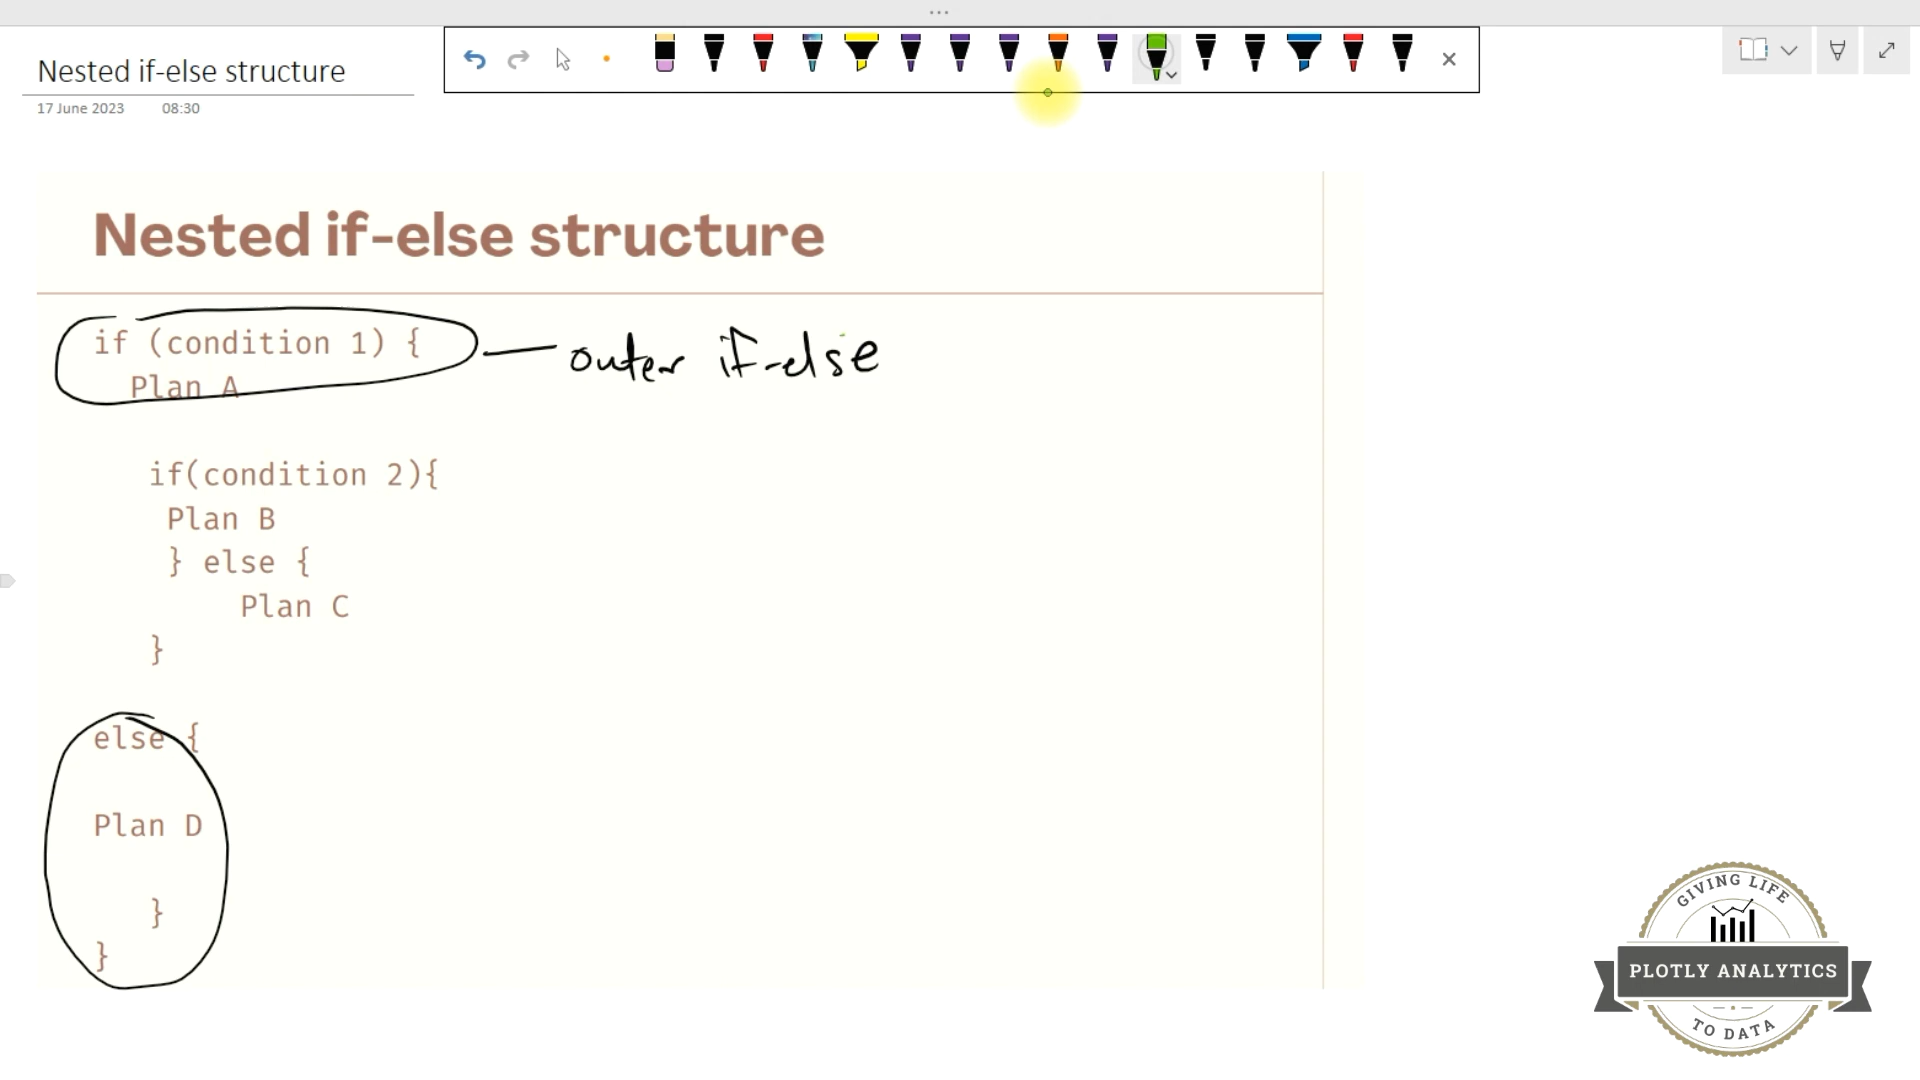 Nested if-else structure
17 June 2023 08:30
Nested if-else structure
if (condition 1) {
outer if-else
Plan A
if(condition 2){
Plan B
} else {
Plan C
}
else {
Plan D
}
}
GIVING LIFE
PLOTLY ANALYTICS
TO DATA